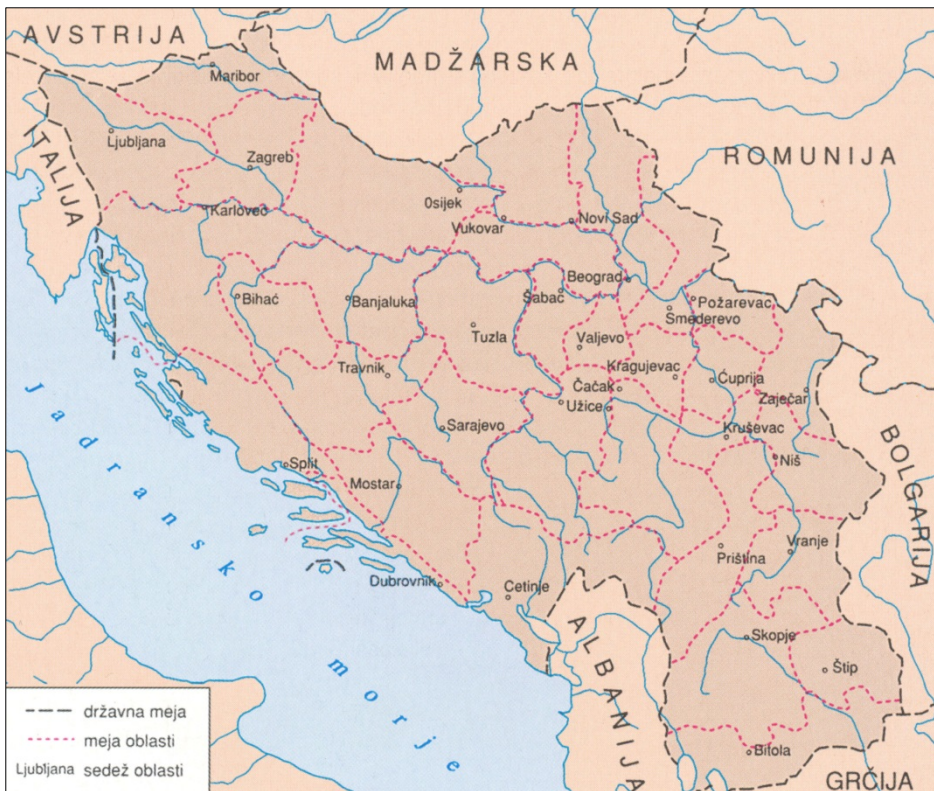 AVSTRIJA
MADŽARSKA
ROMUNIJA
ITALIJA
BOLGARIJA
ALBANIJA
GRČIJA
Jadransko morje
Maribor
Ljubljana
Zagreb
Karlovec
Osijek
Vukovar
Novi Sad
Beograd
Bihać
Banjaluka
Šabac
Požarevac
Smederevo
Tuzla
Valjevo
Travnik
Kragujevac
Ćuprija
Čačak
Užice
Zaječar
Sarajevo
Kruševac
Split
Mostar
Niš
Priština
Vranje
Dubrovnik
Cetinje
Skopje
Štip
Bitola
državna meja
meja oblasti
Ljubljana sedež oblasti